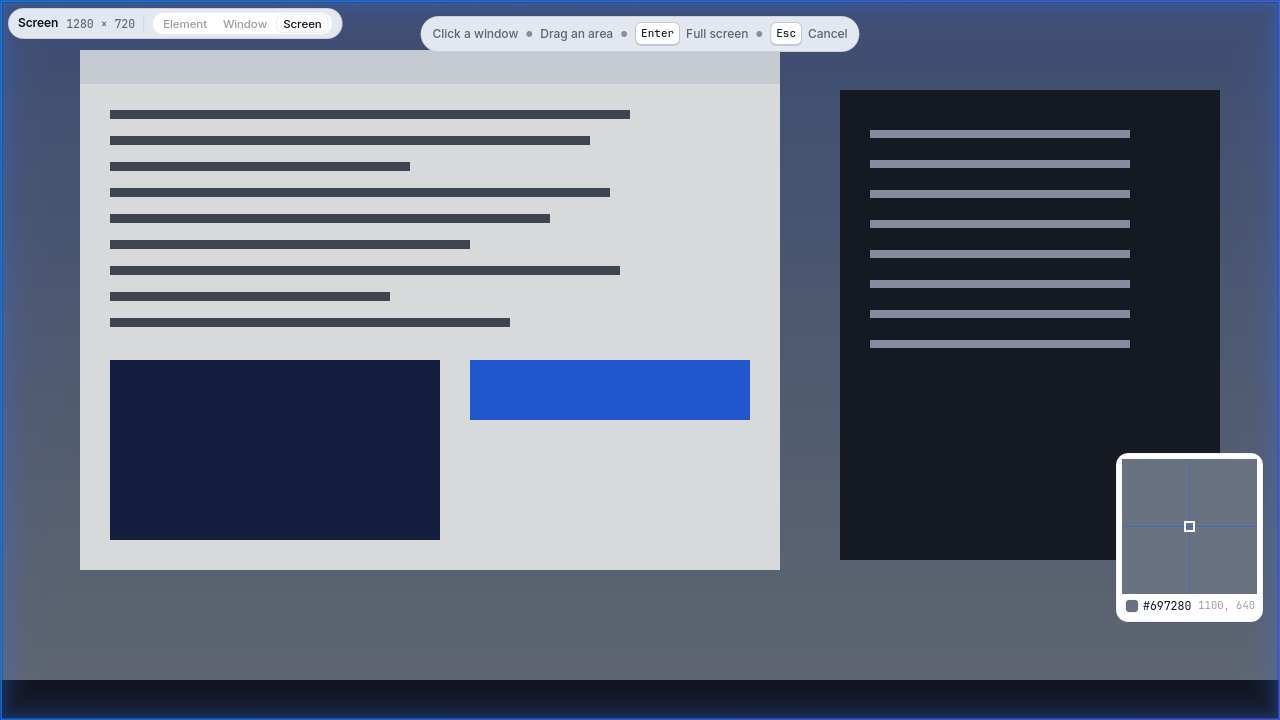 Screen 1280 × 720 Element Window Screen
Click a window • Drag an area • Enter Full screen • Esc Cancel
#697280 1100, 640